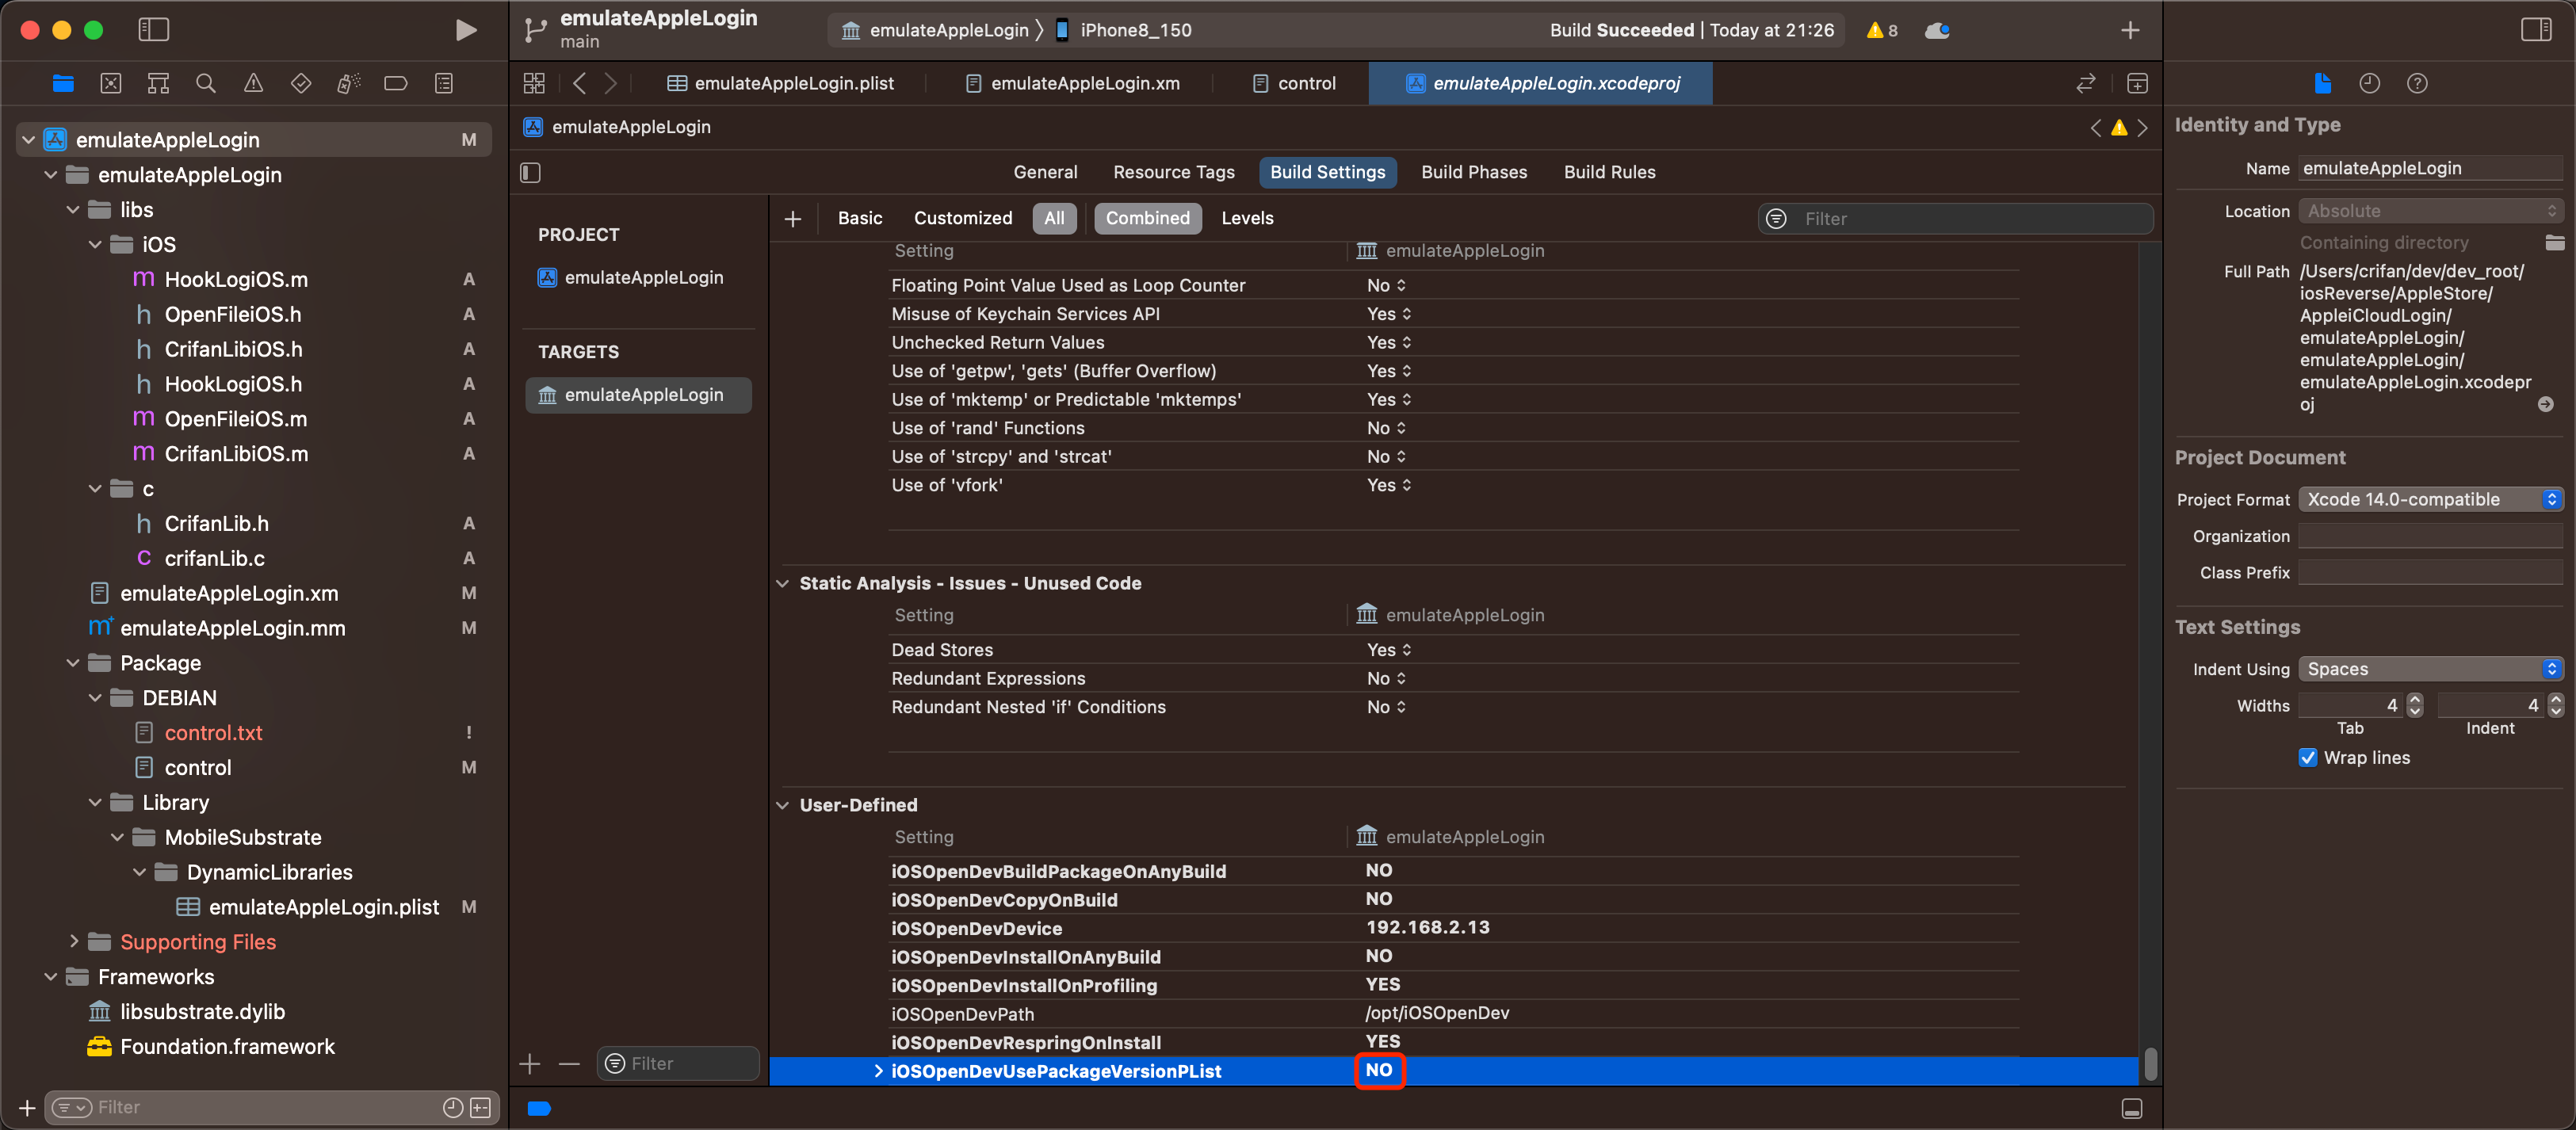 emulateAppleLogin
main
emulateAppleLogin
iPhone8_150
Build Succeeded | Today at 21:26
8
emulateAppleLogin.plist
emulateAppleLogin.xm
control
emulateAppleLogin.xcodeproj
emulateAppleLogin M
emulateAppleLogin
libs
iOS
m HookLogiOS.m A
h OpenFileiOS.h A
h CrifanLibiOS.h A
h HookLogiOS.h A
m OpenFileiOS.m A
m CrifanLibiOS.m A
c
h CrifanLib.h A
C crifanLib.c A
emulateAppleLogin.xm M
m+ emulateAppleLogin.mm M
Package
DEBIAN
control.txt !
control M
Library
MobileSubstrate
DynamicLibraries
emulateAppleLogin.plist M
Supporting Files
Frameworks
libsubstrate.dylib
Foundation.framework
Filter
emulateAppleLogin
General
Resource Tags
Build Settings
Build Phases
Build Rules
PROJECT
emulateAppleLogin
TARGETS
emulateAppleLogin
Filter
Basic
Customized
All
Combined
Levels
Filter
Setting emulateAppleLogin
Floating Point Value Used as Loop Counter No
Misuse of Keychain Services API Yes
Unchecked Return Values Yes
Use of 'getpw', 'gets' (Buffer Overflow) Yes
Use of 'mktemp' or Predictable 'mktemps' Yes
Use of 'rand' Functions No
Use of 'strcpy' and 'strcat' No
Use of 'vfork' Yes
Static Analysis - Issues - Unused Code
Setting emulateAppleLogin
Dead Stores Yes
Redundant Expressions No
Redundant Nested 'if' Conditions No
User-Defined
Setting emulateAppleLogin
iOSOpenDevBuildPackageOnAnyBuild NO
iOSOpenDevCopyOnBuild NO
iOSOpenDevDevice 192.168.2.13
iOSOpenDevInstallOnAnyBuild NO
iOSOpenDevInstallOnProfiling YES
iOSOpenDevPath /opt/iOSOpenDev
iOSOpenDevRespringOnInstall YES
iOSOpenDevUsePackageVersionPList NO
Identity and Type
Name emulateAppleLogin
Location Absolute
Containing directory
Full Path /Users/crifan/dev/dev_root/
iosReverse/AppleStore/
AppleiCloudLogin/
emulateAppleLogin/
emulateAppleLogin/
emulateAppleLogin.xcodepr
oj
Project Document
Project Format Xcode 14.0-compatible
Organization
Class Prefix
Text Settings
Indent Using Spaces
Widths 4 4
Tab Indent
Wrap lines